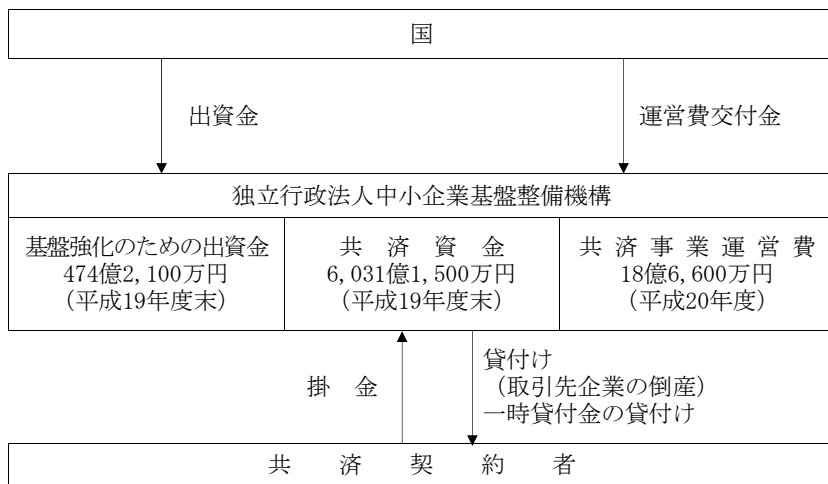 国
出資金
運営費交付金
独立行政法人中小企業基盤整備機構
基盤強化のための出資金
474億2,100万円
（平成19年度末）
共済資金
6,031億1,500万円
（平成19年度末）
共済事業運営費
18億6,600万円
（平成20年度）
掛金
貸付け
（取引先企業の倒産）
一時貸付金の貸付け
共済契約者